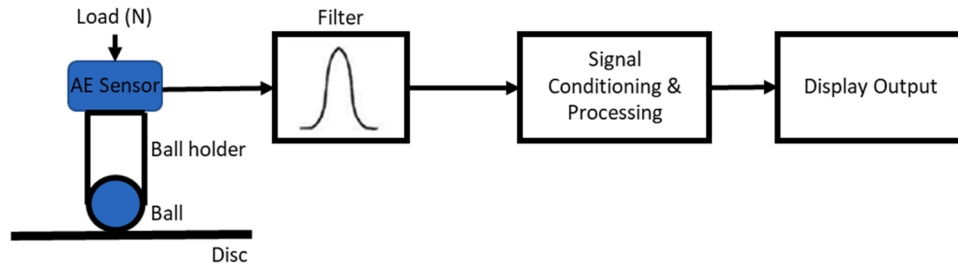 Load (N)
AE Sensor
Ball holder
Ball
Disc
Filter
Signal
Conditioning &
Processing
Display Output